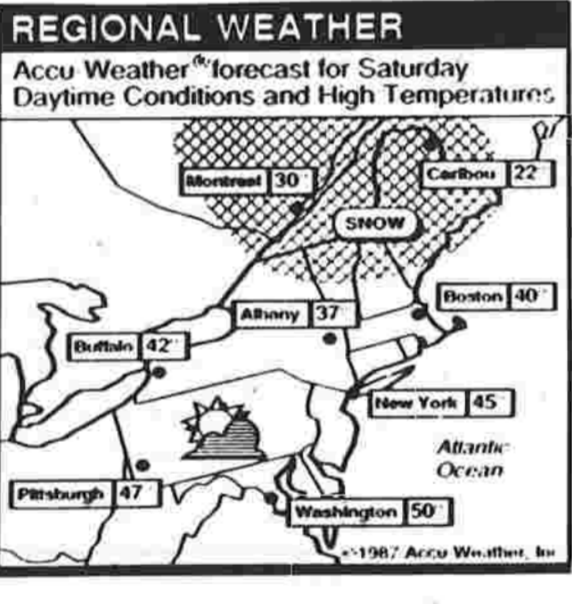 REGIONAL WEATHER
Accu Weather® forecast for Saturday
Daytime Conditions and High Temperatures
Montreal 30°
Caribou 22°
SNOW
Boston 40°
Albany 37°
Buffalo 42°
New York 45°
Atlantic
Ocean
Pittsburgh 47°
Washington 50°
©1987 Accu Weather, Inc